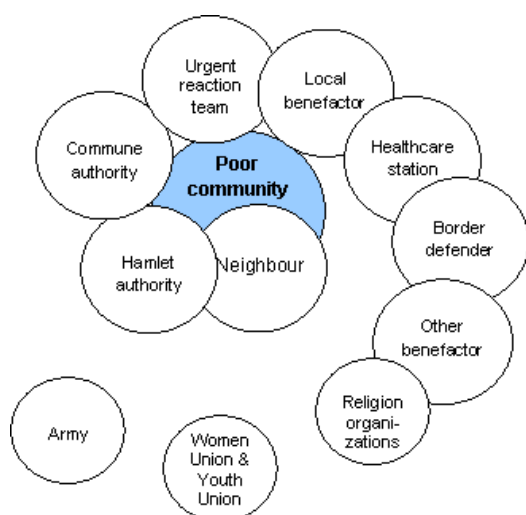 Urgent
reaction
team
Local
benefactor
Commune
authority
Poor
community
Healthcare
station
Border
defender
Hamlet
authority
Neighbour
Other
benefactor
Religion
organi-
zations
Army
Women
Union &
Youth
Union